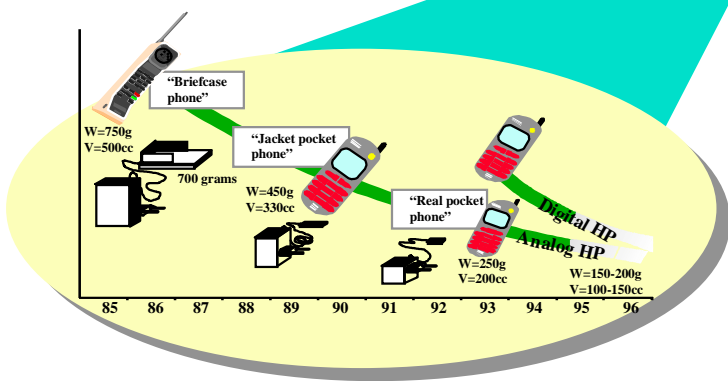 “Briefcase
phone”
W=750g
V=500cc
700 grams
“Jacket pocket
phone”
W=450g
V=330cc
“Real pocket
phone”
W=250g
V=200cc
Digital HP
Analog HP
W=150-200g
V=100-150cc
85 86 87 88 89 90 91 92 93 94 95 96